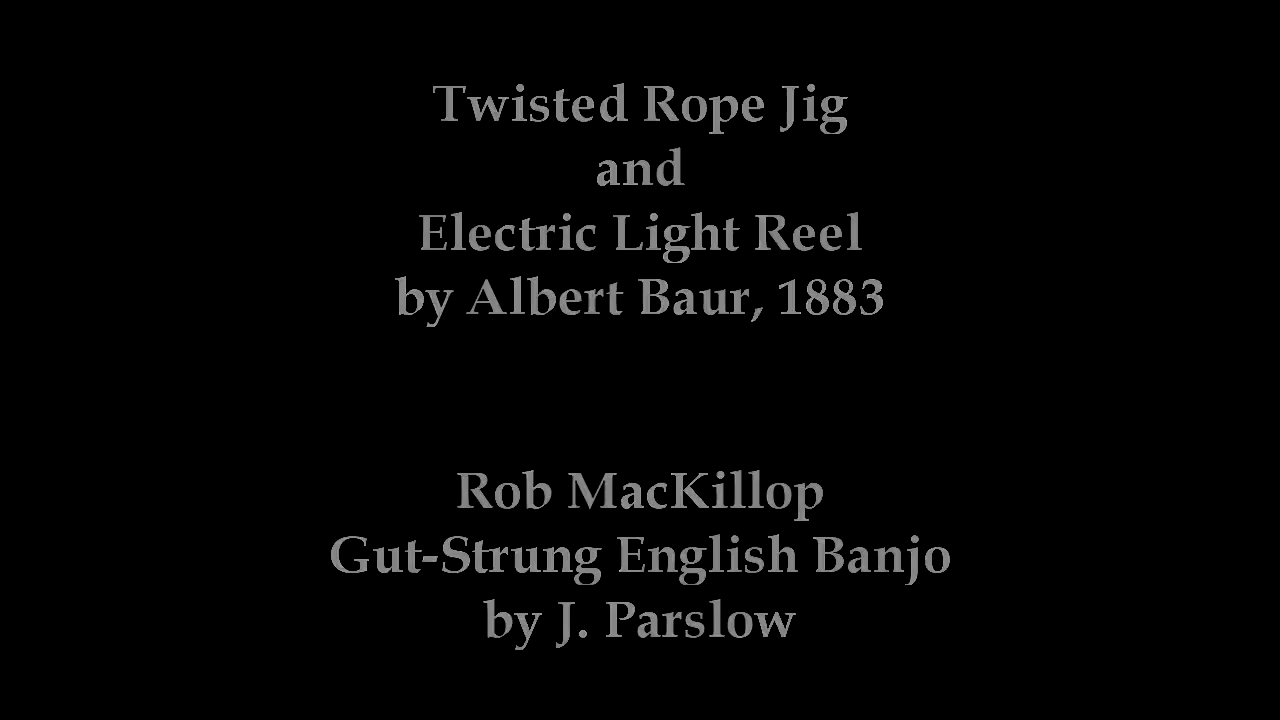 Twisted Rope Jig
and
Electric Light Reel
by Albert Baur, 1883
Rob MacKillop
Gut-Strung English Banjo
by J. Parslow